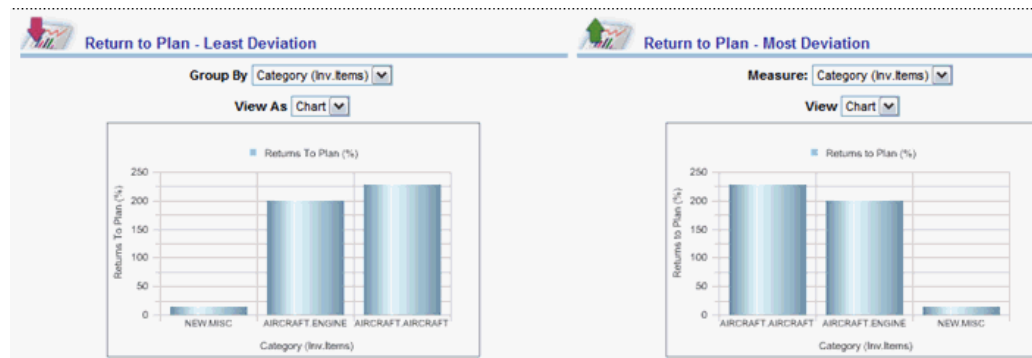 Return to Plan - Least Deviation
Group By Category (Inv.Items)
View As Chart
Returns To Plan (%)
250
200
150
100
50
0
Returns To Plan (%)
NEW.MISC AIRCRAFT.ENGINE AIRCRAFT.AIRCRAFT
Category (Inv.Items)
Return to Plan - Most Deviation
Measure: Category (Inv.Items)
View Chart
Returns to Plan (%)
250
200
150
100
50
0
Returns to Plan (%)
AIRCRAFT.AIRCRAFT AIRCRAFT.ENGINE NEW.MISC
Category (Inv.Items)